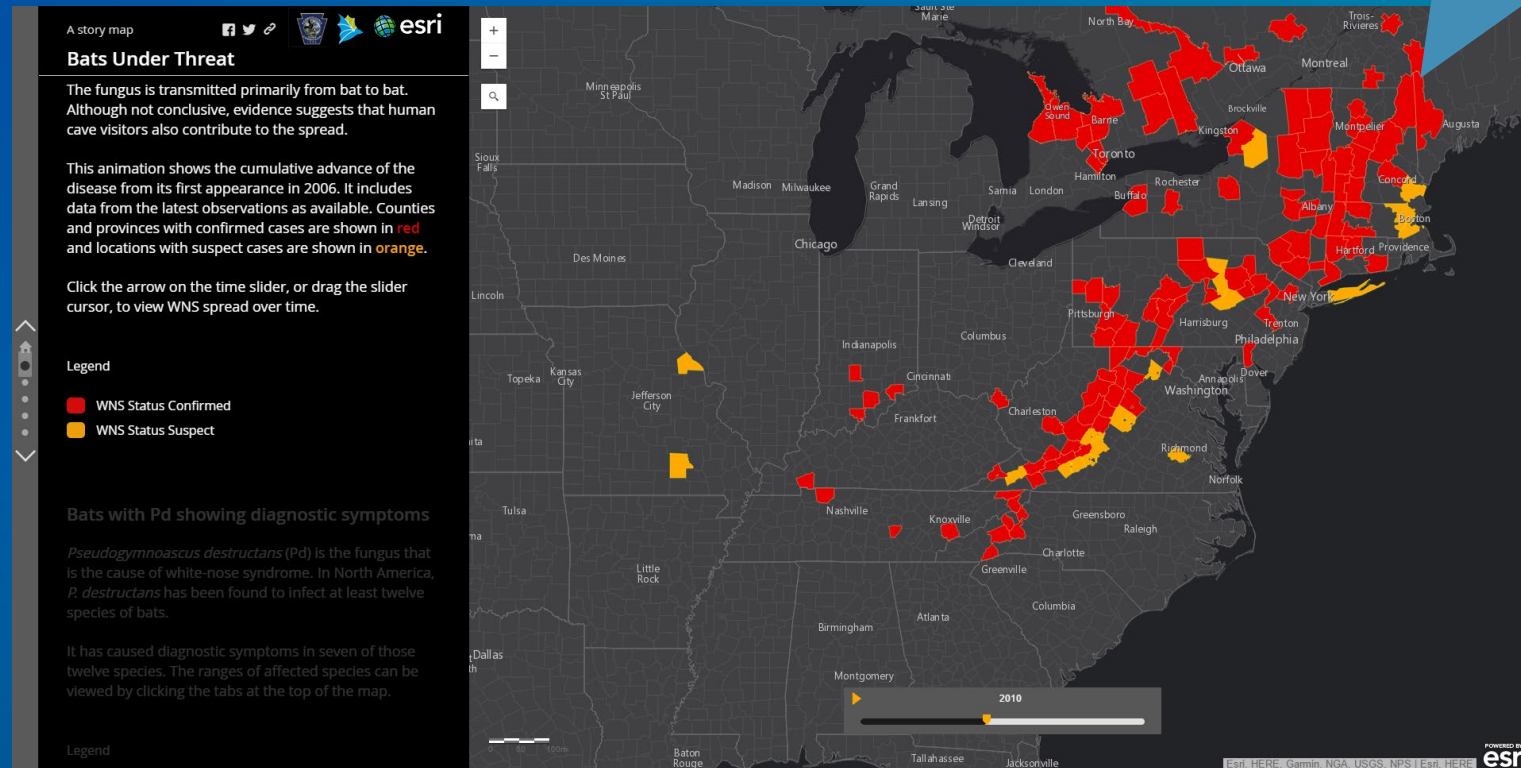 A story map
esri
Bats Under Threat
The fungus is transmitted primarily from bat to bat.
Although not conclusive, evidence suggests that human
cave visitors also contribute to the spread.
This animation shows the cumulative advance of the
disease from its first appearance in 2006. It includes
data from the latest observations as available. Counties
and provinces with confirmed cases are shown in red
and locations with suspect cases are shown in orange.
Click the arrow on the time slider, or drag the slider
cursor, to view WNS spread over time.
Legend
WNS Status Confirmed
WNS Status Suspect
Bats with Pd showing diagnostic symptoms
Pseudogymnoascus destructans (Pd) is the fungus that
is the cause of white-nose syndrome. In North America,
P. destructans has been found to infect at least twelve
species of bats.
It has caused diagnostic symptoms in seven of those
twelve species. The ranges of affected species can be
viewed by clicking the tabs at the top of the map.
Legend
+
−
Sault Ste
Marie
North Bay
Trois-
Rivieres
Ottawa
Montreal
Minneapolis
St Paul
Owen
Sound
Barrie
Brockville
Kingston
Montpelier
Augusta
Toronto
Sioux
Falls
Hamilton
Rochester
Concord
Madison
Milwaukee
Grand
Rapids
Lansing
Sarnia
London
Buffalo
Albany
Boston
Detroit
Windsor
Chicago
Hartford
Providence
Des Moines
Cleveland
Lincoln
New York
Pittsburgh
Harrisburg
Trenton
Columbus
Philadelphia
Indianapolis
Topeka
Kansas
City
Cincinnati
Annapolis
Dover
Washington
Jefferson
City
Frankfort
Charleston
ita
Richmond
Norfolk
Tulsa
Nashville
Knoxville
Greensboro
Raleigh
ma
Charlotte
Little
Rock
Greenville
Columbia
Birmingham
Atlanta
Dallas
th
Montgomery
2010
0
100m
Baton
Rouge
Tallahassee
Jacksonville
Esri, HERE, Garmin, NGA, USGS, NPS | Esri, HERE
POWERED BY
esri